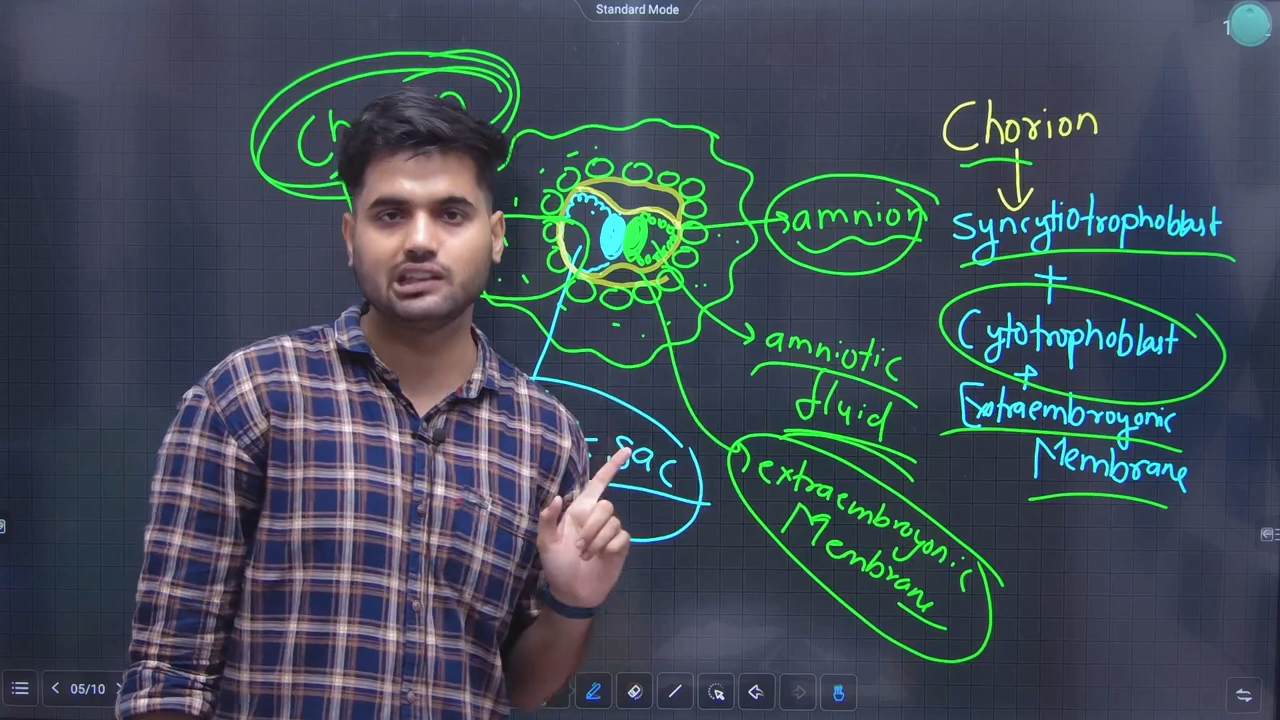 Standard Mode
Chorion
Syncytiotrophoblast
+
Cytotrophoblast
+
Extraembroyonic
Membrane
amnion
amniotic
fluid
extraembroyonic
Membrane
Sac
05/10